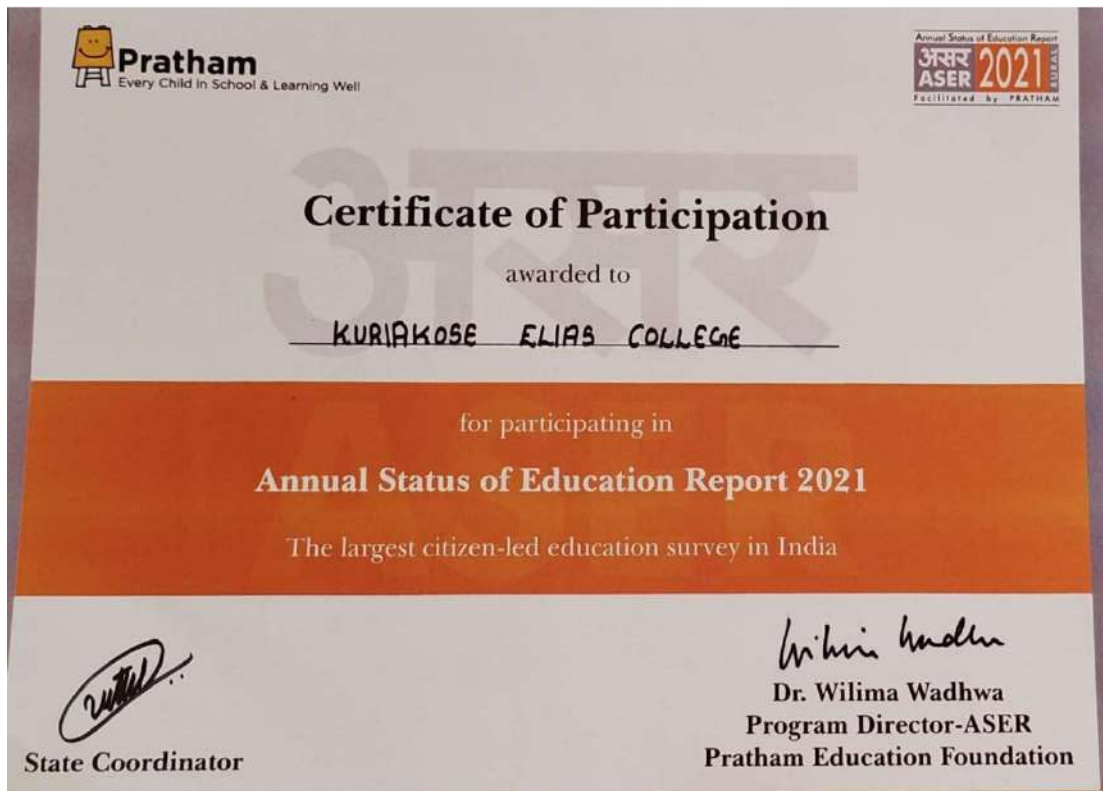 Pratham
Every Child in School & Learning Well
Annual Status of Education Report
असर
ASER 2021
RURAL
Facilitated by PRATHAM
असर
Certificate of Participation
awarded to
KURIAKOSE ELIAS COLLEGE
for participating in
ASER
Annual Status of Education Report 2021
The largest citizen-led education survey in India
State Coordinator
Dr. Wilima Wadhwa
Program Director-ASER
Pratham Education Foundation